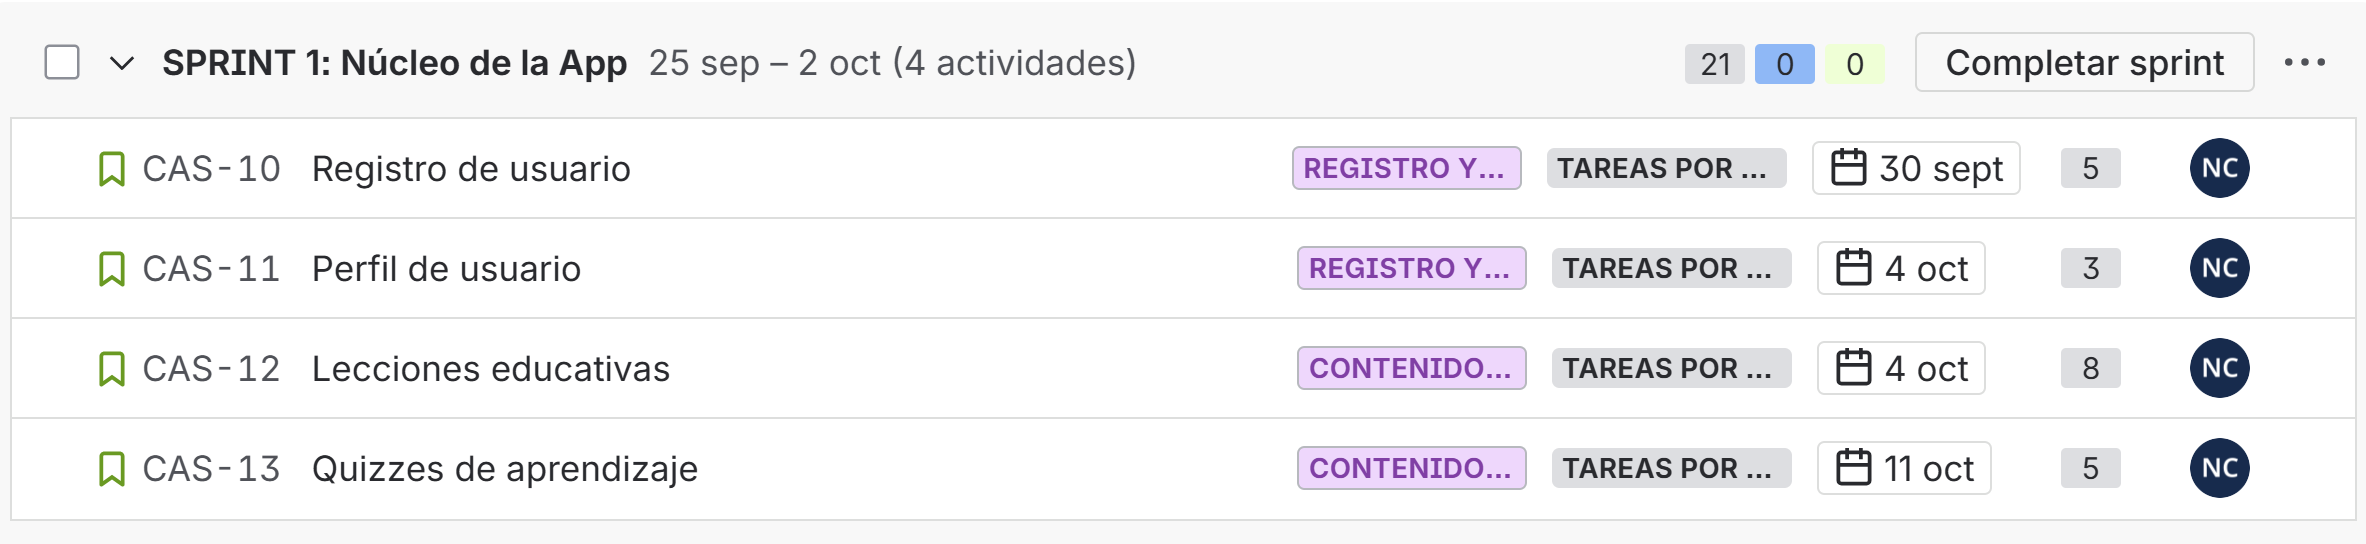 SPRINT 1: Núcleo de la App 25 sep – 2 oct (4 actividades) 21 0 0 Completar sprint
CAS-10 Registro de usuario REGISTRO Y... TAREAS POR ... 30 sept 5 NC
CAS-11 Perfil de usuario REGISTRO Y... TAREAS POR ... 4 oct 3 NC
CAS-12 Lecciones educativas CONTENIDO... TAREAS POR ... 4 oct 8 NC
CAS-13 Quizzes de aprendizaje CONTENIDO... TAREAS POR ... 11 oct 5 NC